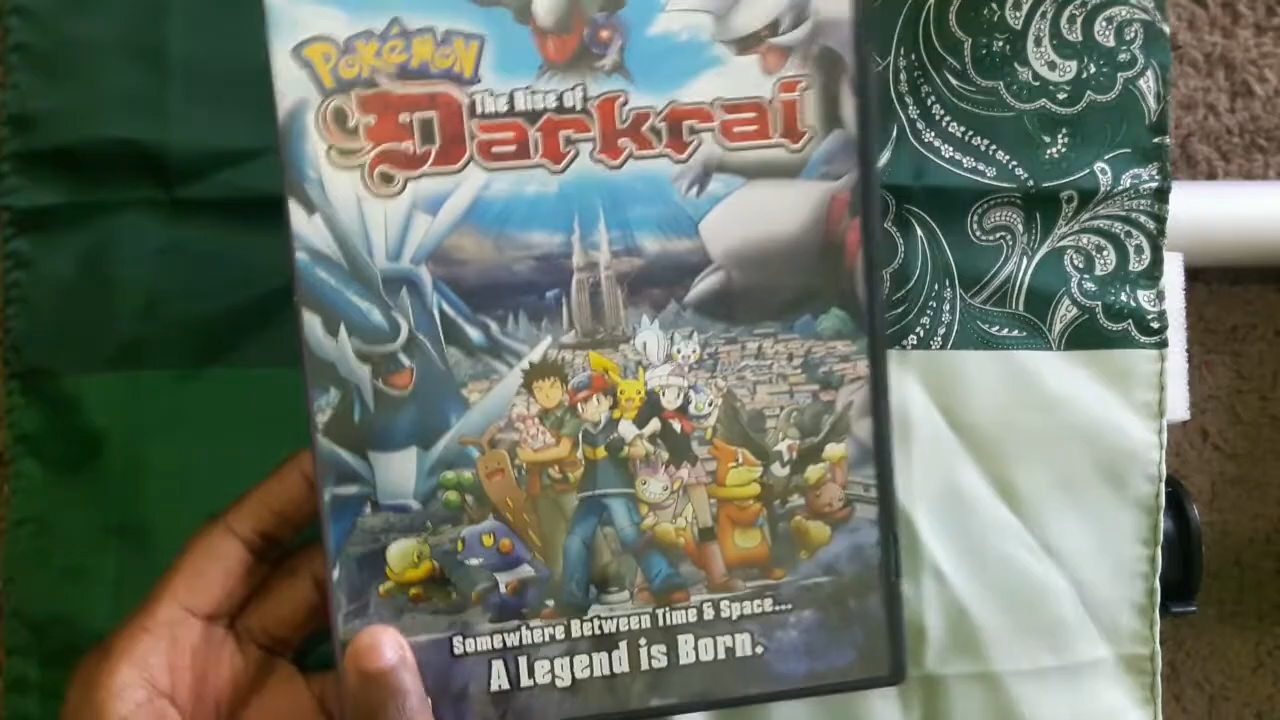 POKéMON
The Rise of
Darkrai
Somewhere Between Time & Space...
A Legend is Born.